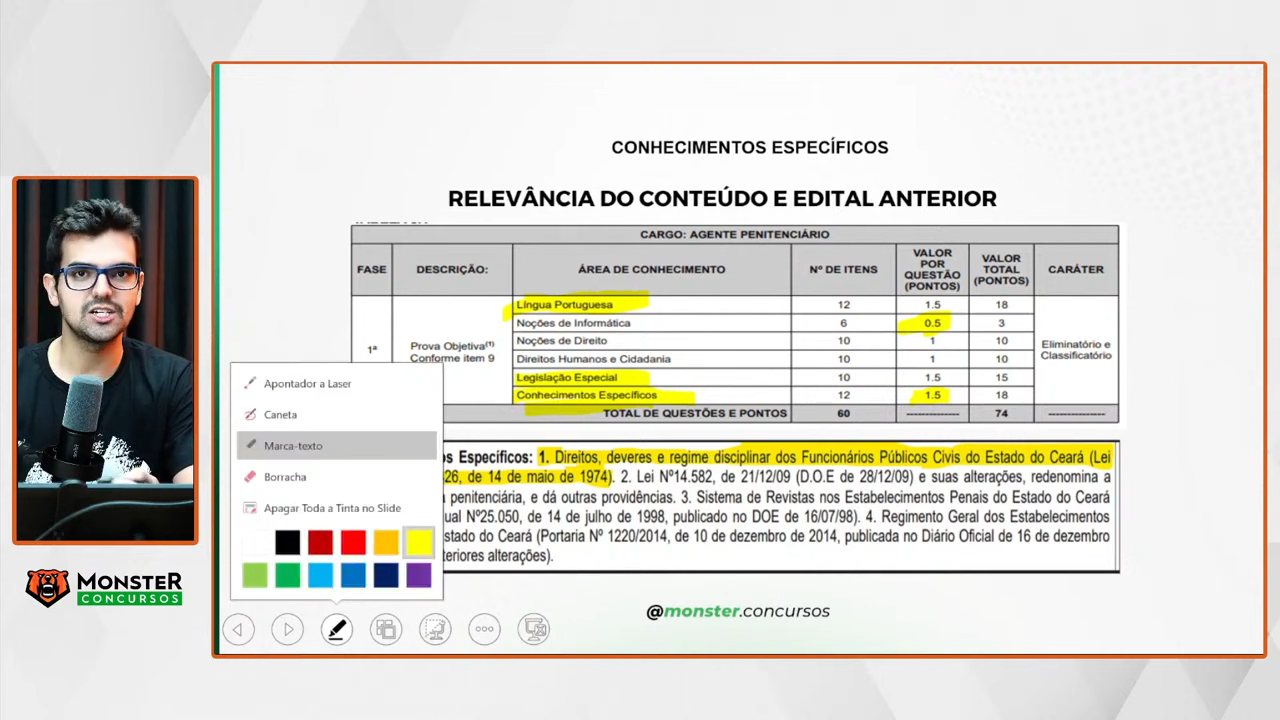 CONHECIMENTOS ESPECÍFICOS
RELEVÂNCIA DO CONTEÚDO E EDITAL ANTERIOR
CARGO: AGENTE PENITENCIÁRIO
FASE DESCRIÇÃO: ÁREA DE CONHECIMENTO Nº DE ITENS VALOR POR QUESTÃO (PONTOS) VALOR TOTAL (PONTOS) CARÁTER
Língua Portuguesa 12 1.5 18
Noções de Informática 6 0.5 3
Noções de Direito 10 1 10
1ª Prova Objetiva(1) Conforme item 9
Direitos Humanos e Cidadania 10 1 10
Eliminatório e Classificatório
Legislação Especial 10 1.5 15
Conhecimentos Específicos 12 1.5 18
TOTAL DE QUESTÕES E PONTOS 60 -------------- 74 --------------
os Específicos: 1. Direitos, deveres e regime disciplinar dos Funcionários Públicos Civis do Estado do Ceará (Lei
26, de 14 de maio de 1974). 2. Lei Nº14.582, de 21/12/09 (D.O.E de 28/12/09) e suas alterações, redenomina a
penitenciária, e dá outras providências. 3. Sistema de Revistas nos Estabelecimentos Penais do Estado do Ceará
ual Nº25.050, de 14 de julho de 1998, publicado no DOE de 16/07/98). 4. Regimento Geral dos Estabelecimentos
stado do Ceará (Portaria Nº 1220/2014, de 10 de dezembro de 2014, publicada no Diário Oficial de 16 de dezembro
teriores alterações).
Apontador a Laser
Caneta
Marca-texto
Borracha
Apagar Toda a Tinta no Slide
@monster.concursos
MONSTER
CONCURSOS